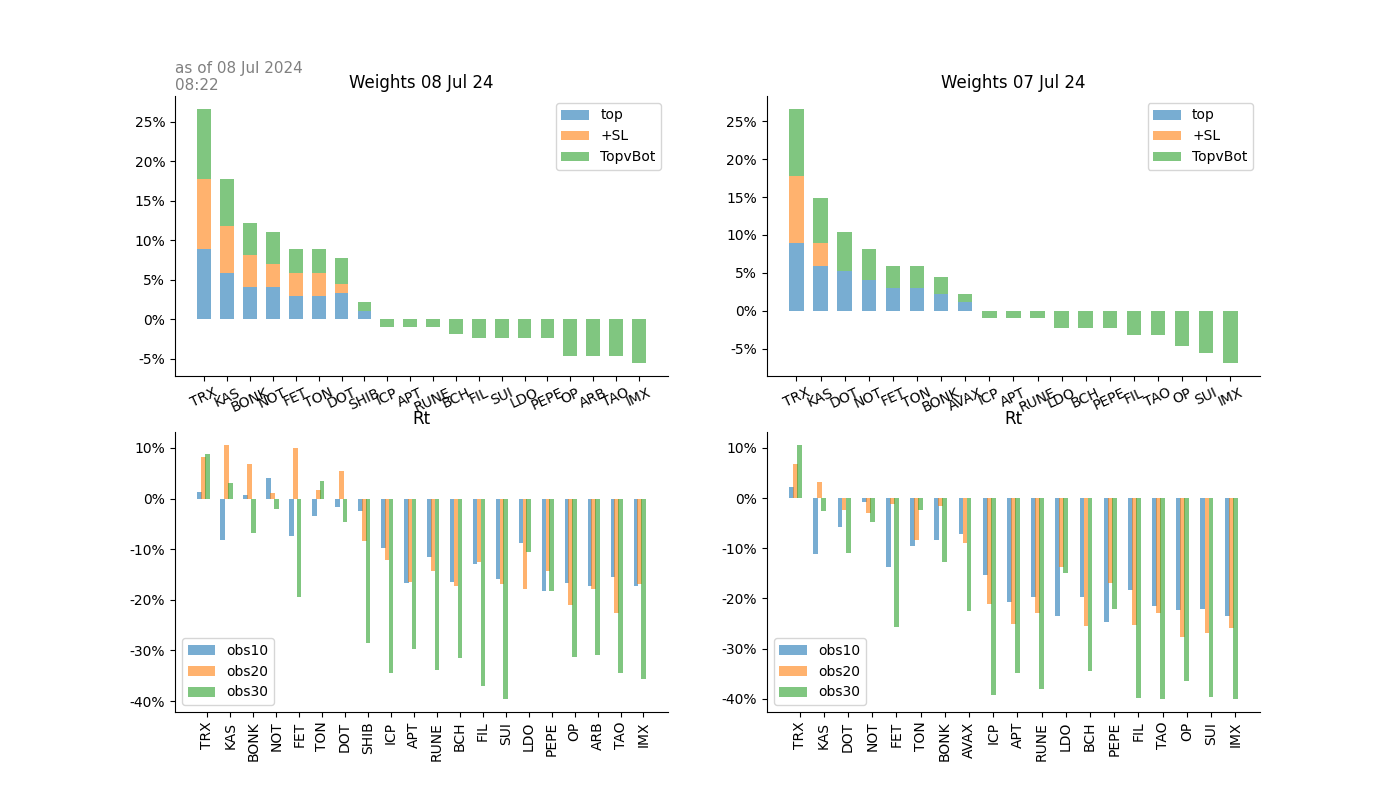 as of 08 Jul 2024
08:22
Weights 08 Jul 24
25%
20%
15%
10%
5%
0%
-5%
top
+SL
TopvBot
TRX KAS BONK NOT FET TON DOT SHIB ICP APT RUNE BCH FIL SUI LDO PEPE OP ARB TAO IMX
Weights 07 Jul 24
25%
20%
15%
10%
5%
0%
-5%
top
+SL
TopvBot
TRX KAS DOT NOT FET TON BONK AVAX ICP APT RUNE LDO BCH PEPE FIL TAO OP SUI IMX
Rt
10%
0%
-10%
-20%
-30%
-40%
obs10
obs20
obs30
TRX KAS BONK NOT FET TON DOT SHIB ICP APT RUNE BCH FIL SUI LDO PEPE OP ARB TAO IMX
Rt
10%
0%
-10%
-20%
-30%
-40%
obs10
obs20
obs30
TRX KAS DOT NOT FET TON BONK AVAX ICP APT RUNE LDO BCH PEPE FIL TAO OP SUI IMX